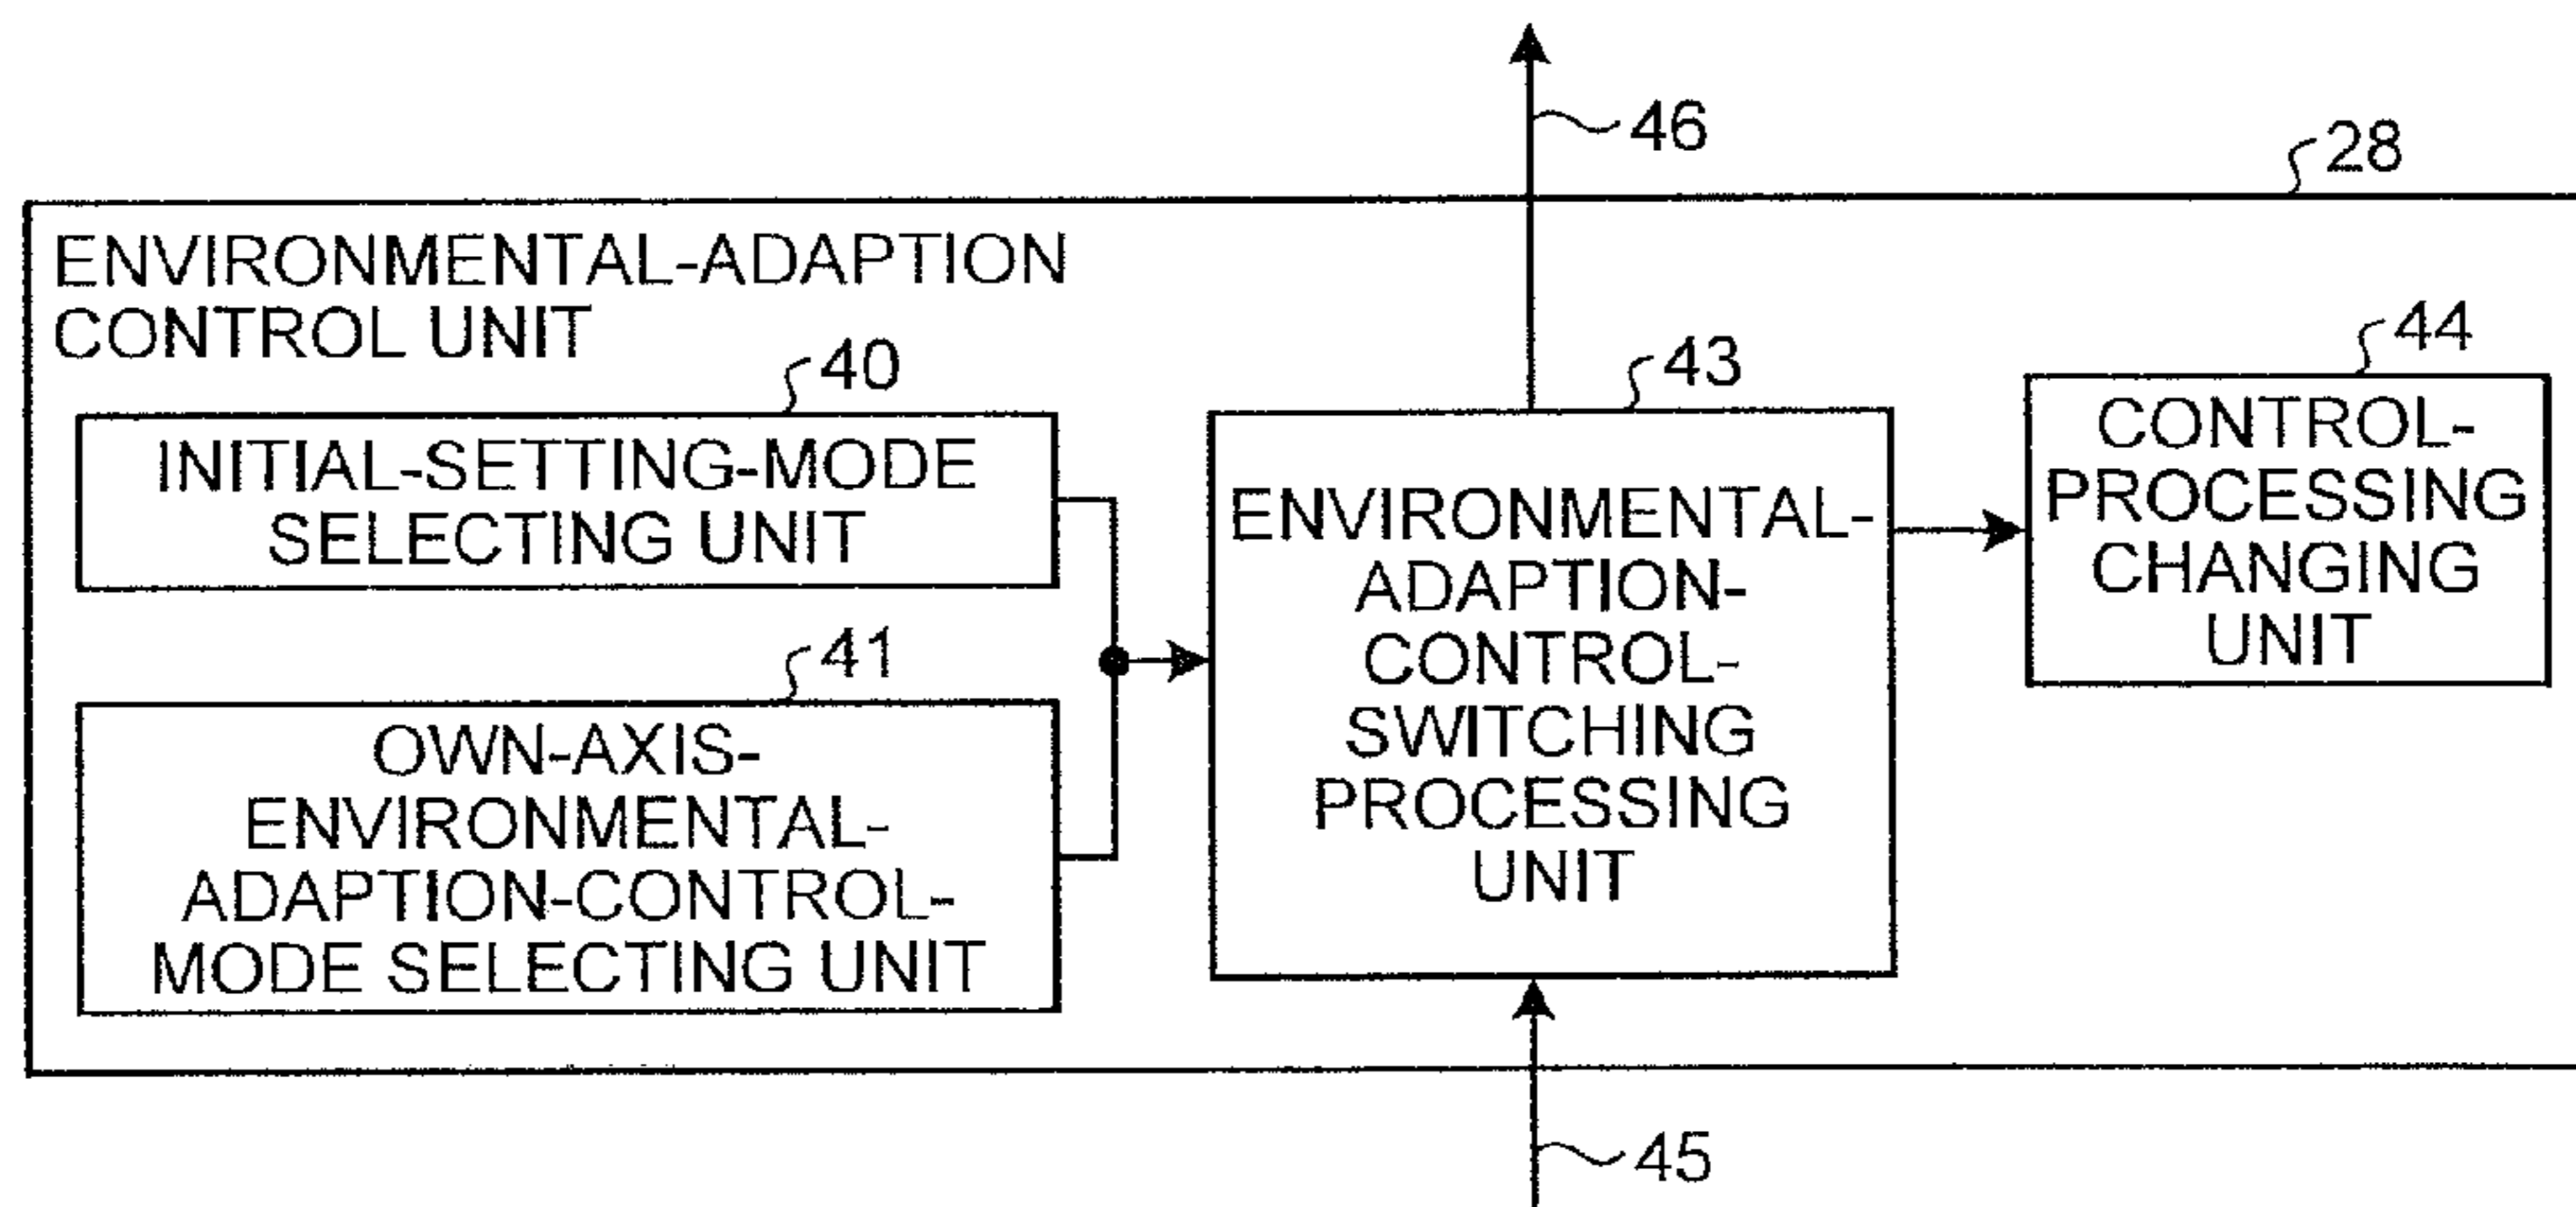 46
28
ENVIRONMENTAL-ADAPTION
CONTROL UNIT
40
INITIAL-SETTING-MODE
SELECTING UNIT
41
OWN-AXIS-
ENVIRONMENTAL-
ADAPTION-CONTROL-
MODE SELECTING UNIT
43
ENVIRONMENTAL-
ADAPTION-
CONTROL-
SWITCHING
PROCESSING
UNIT
44
CONTROL-
PROCESSING
CHANGING
UNIT
45